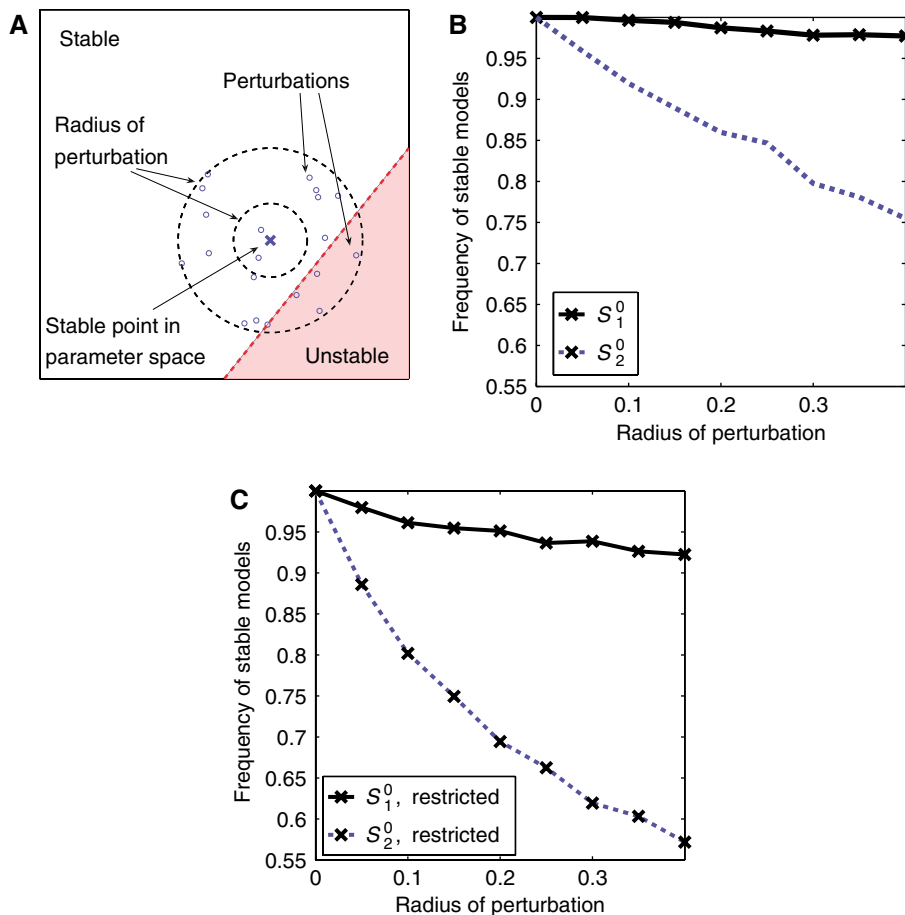 A
Stable
Perturbations
Radius of
perturbation
Stable point in
parameter space
Unstable
B
Frequency of stable models
0.95
0.9
0.85
0.8
0.75
0.7
0.65
0.6
0.55
S⁰₁
S⁰₂
0 0.1 0.2 0.3
Radius of perturbation
C
Frequency of stable models
0.95
0.9
0.85
0.8
0.75
0.7
0.65
0.6
0.55
S⁰₁, restricted
S⁰₂, restricted
0 0.1 0.2 0.3
Radius of perturbation